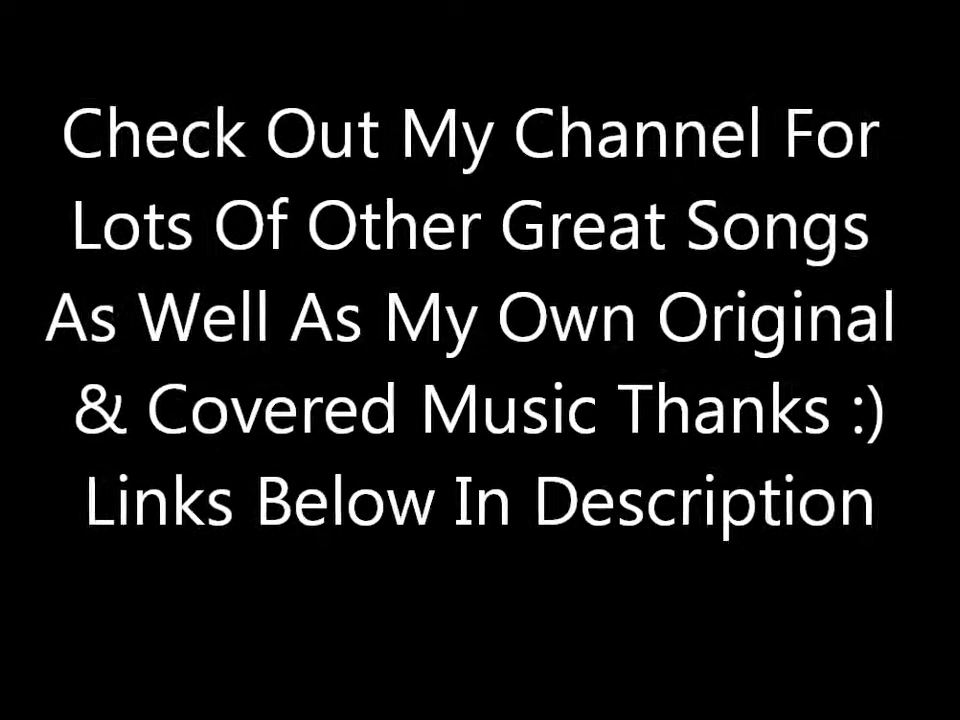 Check Out My Channel For
Lots Of Other Great Songs
As Well As My Own Original
& Covered Music Thanks :)
Links Below In Description